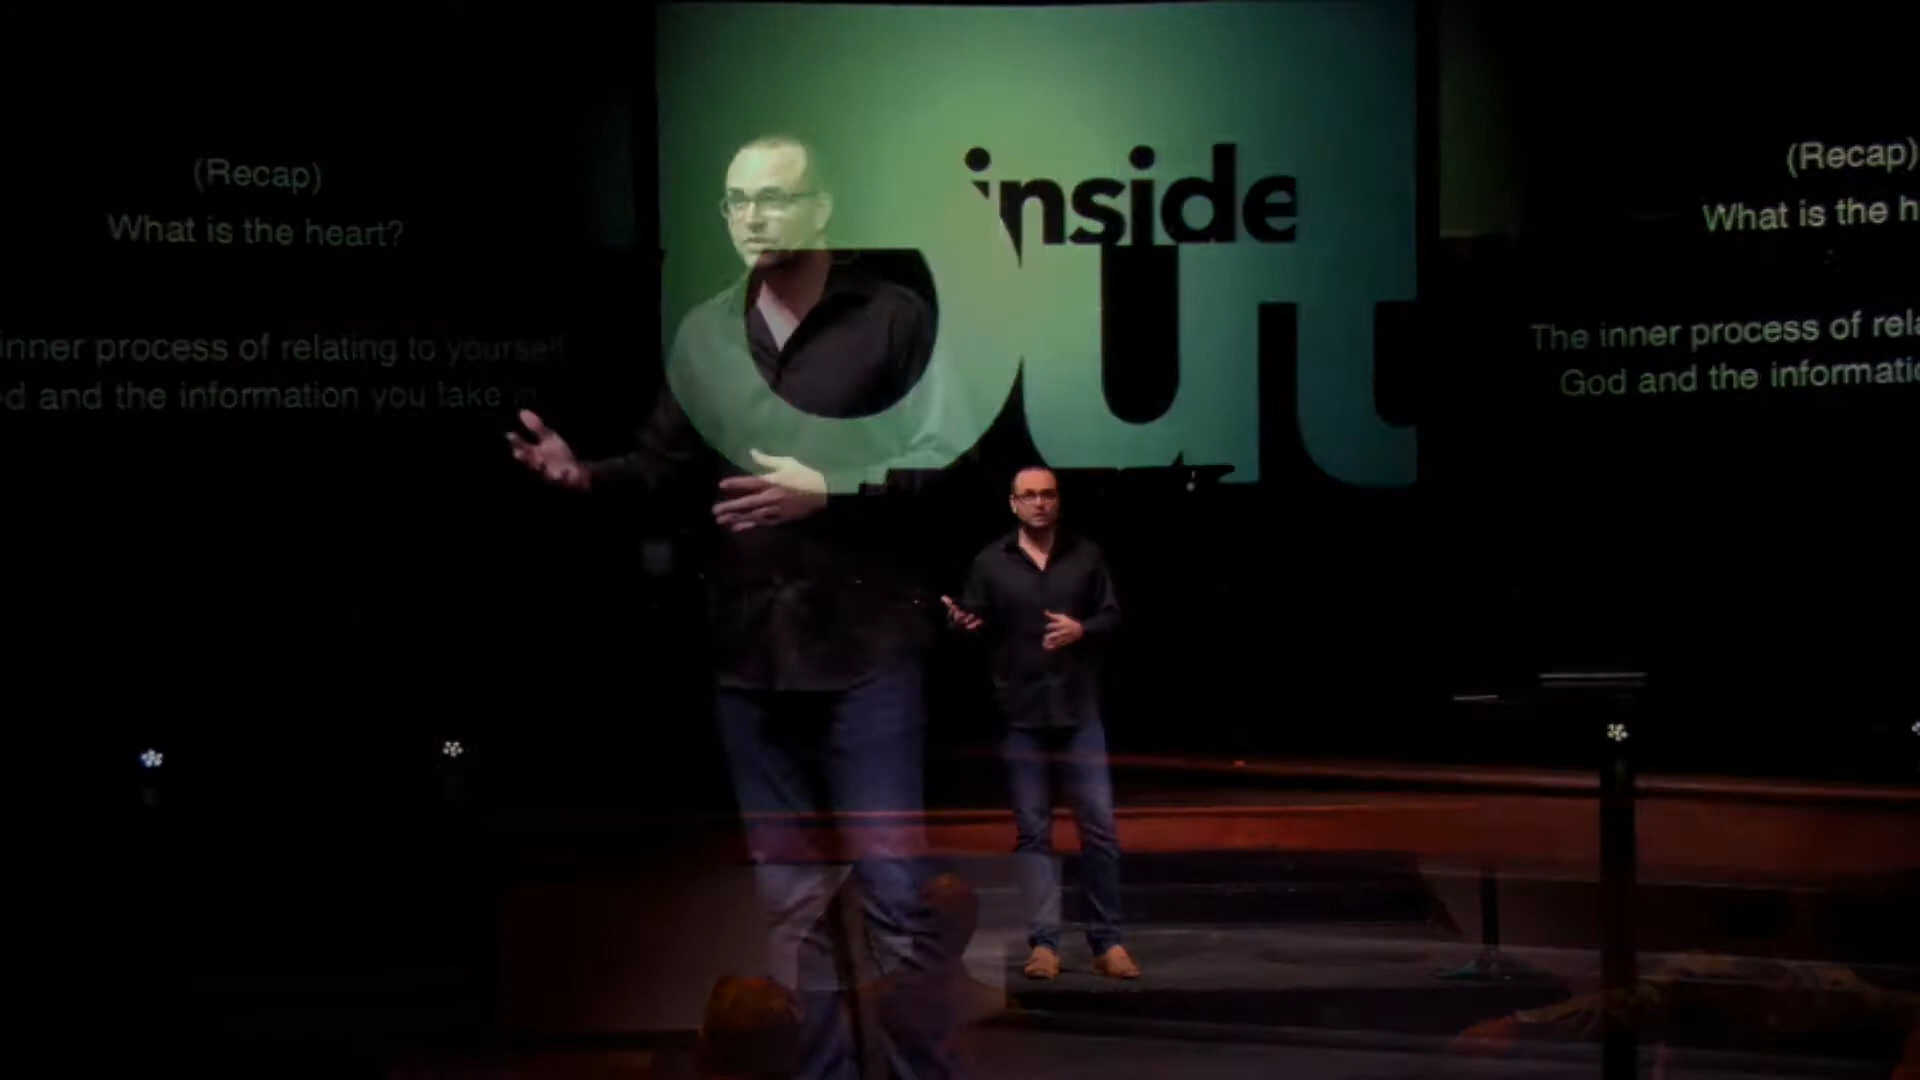 (Recap)
What is the heart?
inner process of relating to yourself
d and the information you take in
inside
Out
(Recap)
What is the h
The inner process of rela
God and the informatio